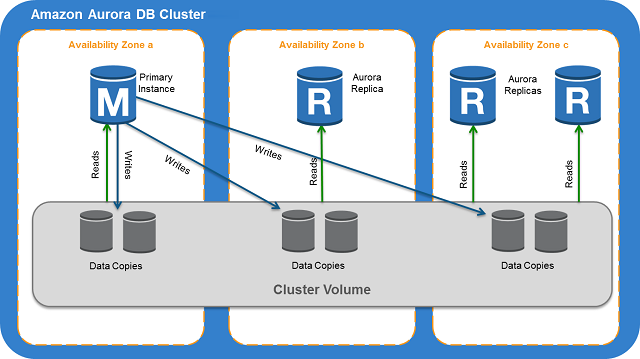 Amazon Aurora DB Cluster
Availability Zone a
Availability Zone b
Availability Zone c
M
Primary
Instance
R
Aurora
Replica
R
Aurora
Replicas
R
Reads
Writes
Writes
Writes
Reads
Reads
Reads
Data Copies
Data Copies
Data Copies
Cluster Volume